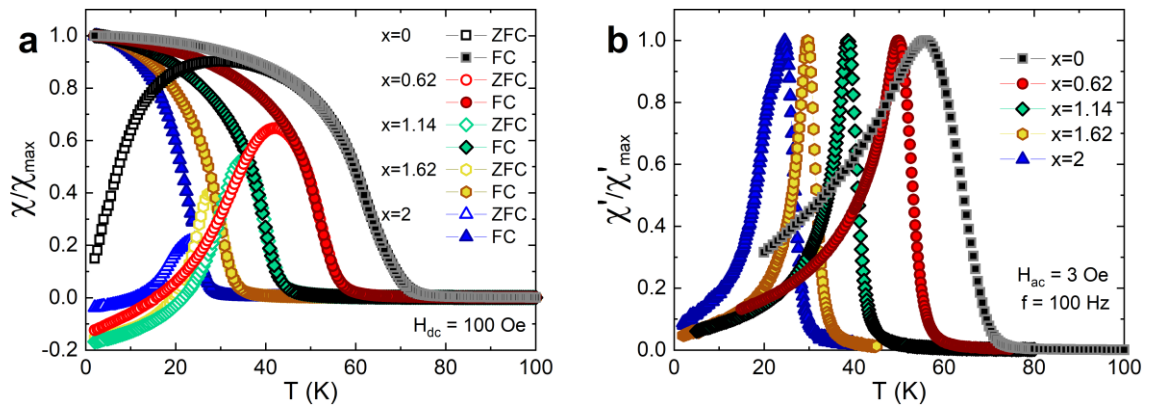 a
χ/χmax
1.0
0.8
0.6
0.4
0.2
0.0
-0.2
0 20 40 60 80 100
T (K)
x=0 ZFC
FC
x=0.62 ZFC
FC
x=1.14 ZFC
FC
x=1.62 ZFC
FC
x=2 ZFC
FC
Hdc = 100 Oe
b
χ'/χ'max
1.0
0.8
0.6
0.4
0.2
0.0
0 20 40 60 80 100
T (K)
x=0
x=0.62
x=1.14
x=1.62
x=2
Hac = 3 Oe
f = 100 Hz